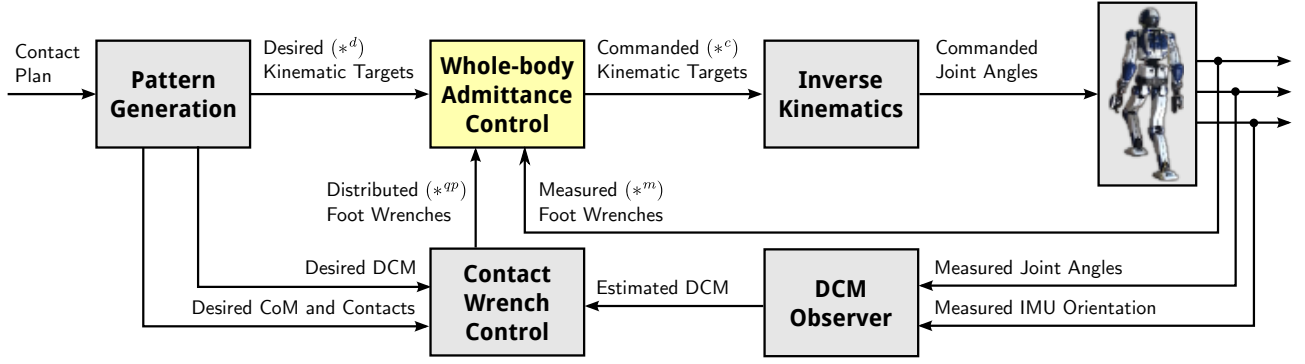 Contact
Plan
Pattern
Generation
Desired (*^d)
Kinematic Targets
Whole-body
Admittance
Control
Commanded (*^c)
Kinematic Targets
Inverse
Kinematics
Commanded
Joint Angles
Distributed (*^qp)
Foot Wrenches
Measured (*^m)
Foot Wrenches
Desired DCM
Desired CoM and Contacts
Contact
Wrench
Control
Estimated DCM
DCM
Observer
Measured Joint Angles
Measured IMU Orientation